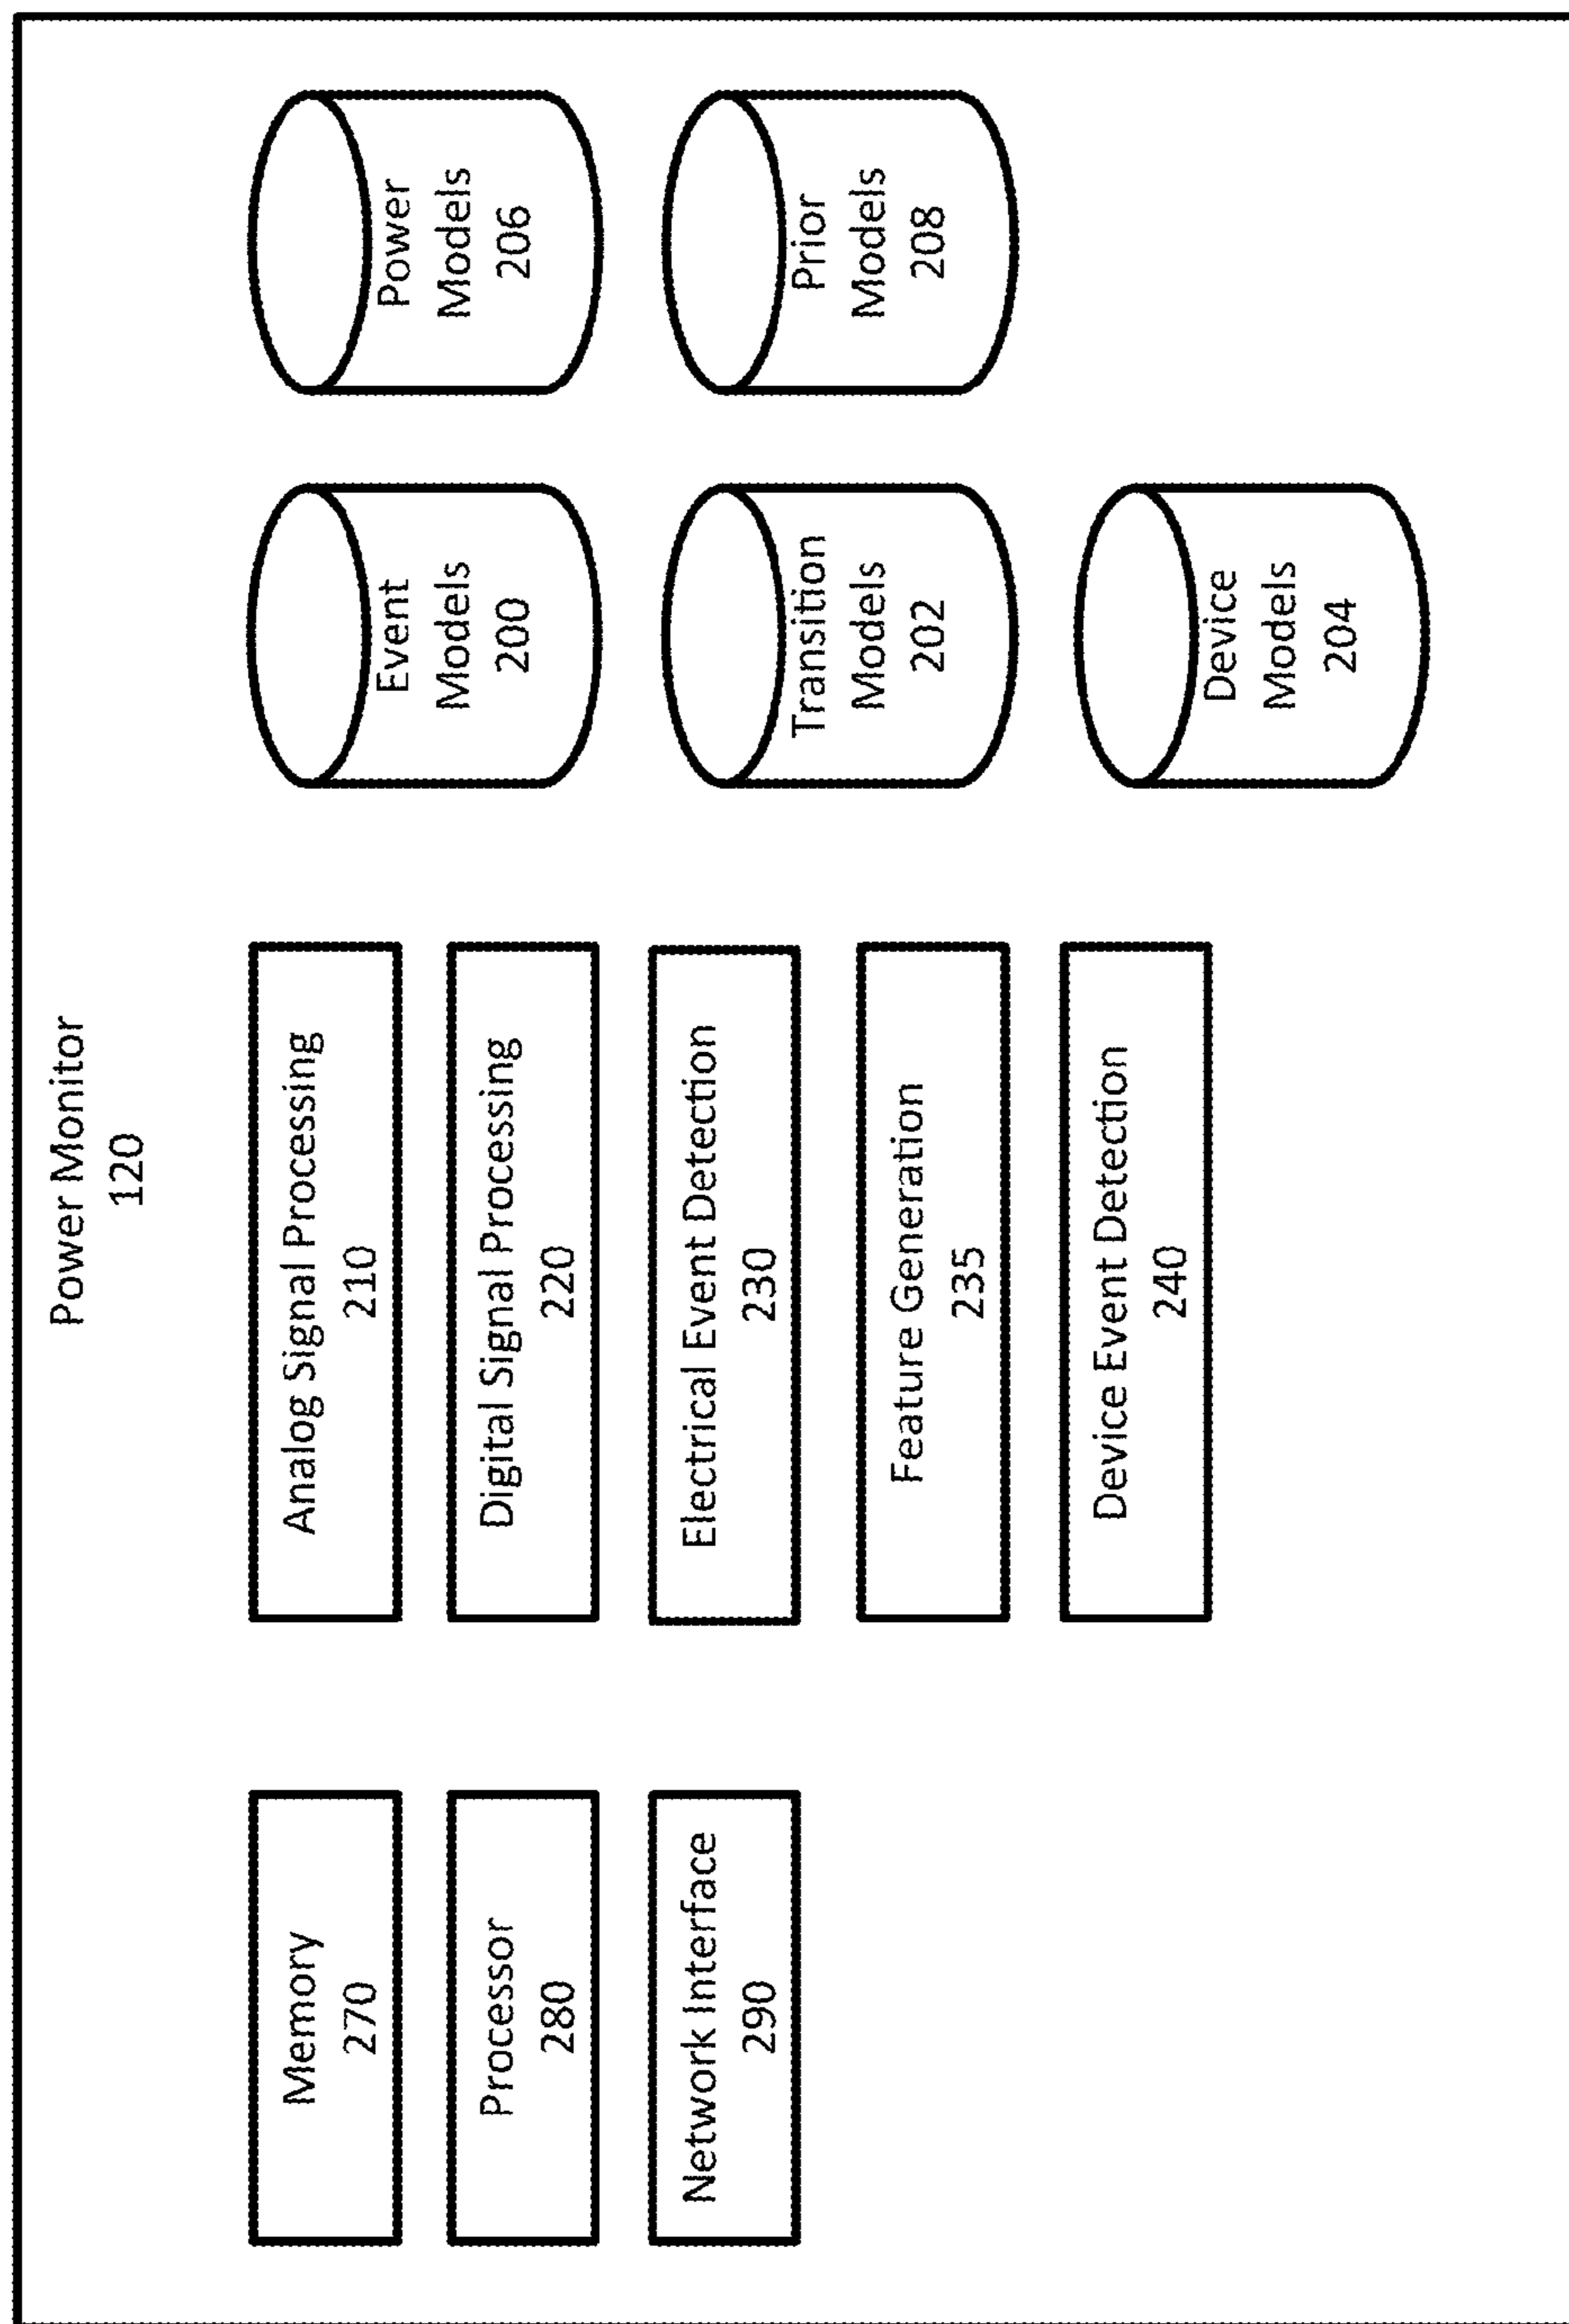 Power Monitor
120
Memory
270
Processor
280
Network Interface
290
Analog Signal Processing
210
Digital Signal Processing
220
Electrical Event Detection
230
Feature Generation
235
Device Event Detection
240
Event
Models
200
Transition
Models
202
Device
Models
204
Power
Models
206
Prior
Models
208